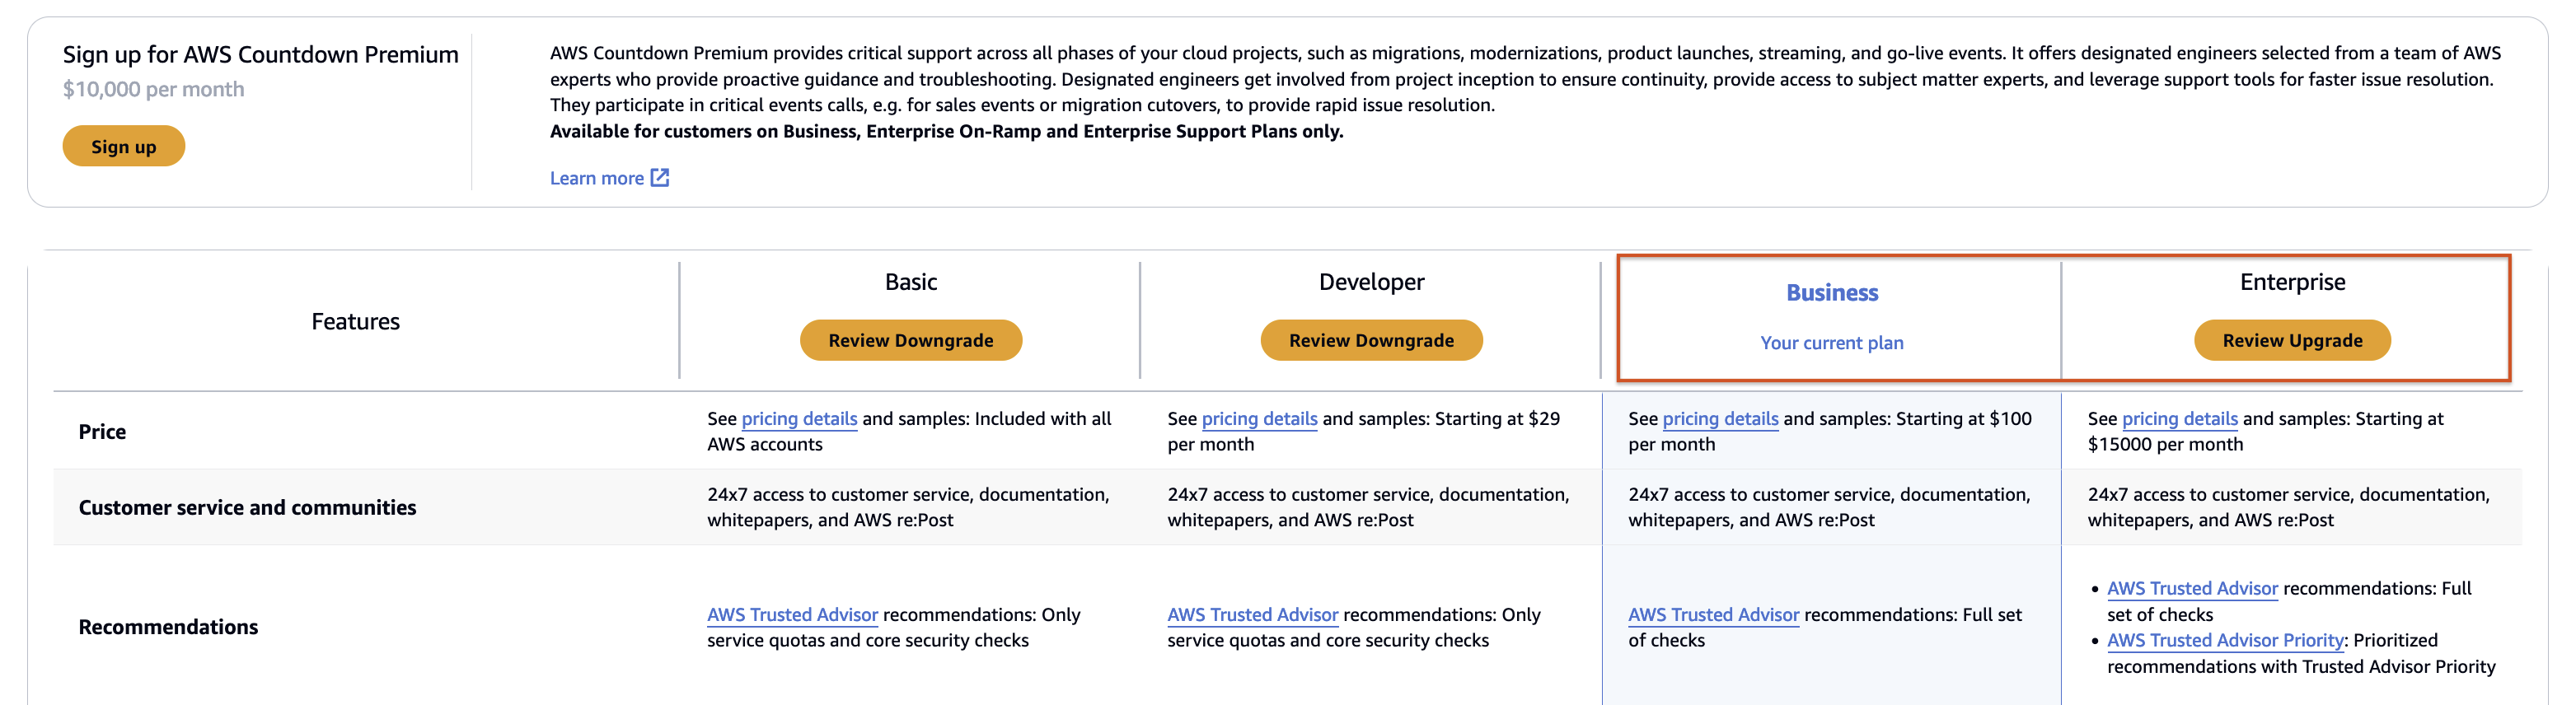 Sign up for AWS Countdown Premium
$10,000 per month
Sign up
AWS Countdown Premium provides critical support across all phases of your cloud projects, such as migrations, modernizations, product launches, streaming, and go-live events. It offers designated engineers selected from a team of AWS
experts who provide proactive guidance and troubleshooting. Designated engineers get involved from project inception to ensure continuity, provide access to subject matter experts, and leverage support tools for faster issue resolution.
They participate in critical events calls, e.g. for sales events or migration cutovers, to provide rapid issue resolution.
Available for customers on Business, Enterprise On-Ramp and Enterprise Support Plans only.
Learn more
Features
Basic
Review Downgrade
Developer
Review Downgrade
Business
Your current plan
Enterprise
Review Upgrade
Price
See pricing details and samples: Included with all
AWS accounts
See pricing details and samples: Starting at $29
per month
See pricing details and samples: Starting at $100
per month
See pricing details and samples: Starting at
$15000 per month
Customer service and communities
24x7 access to customer service, documentation,
whitepapers, and AWS re:Post
24x7 access to customer service, documentation,
whitepapers, and AWS re:Post
24x7 access to customer service, documentation,
whitepapers, and AWS re:Post
24x7 access to customer service, documentation,
whitepapers, and AWS re:Post
Recommendations
AWS Trusted Advisor recommendations: Only
service quotas and core security checks
AWS Trusted Advisor recommendations: Only
service quotas and core security checks
AWS Trusted Advisor recommendations: Full set
of checks
• AWS Trusted Advisor recommendations: Full
set of checks
• AWS Trusted Advisor Priority: Prioritized
recommendations with Trusted Advisor Priority